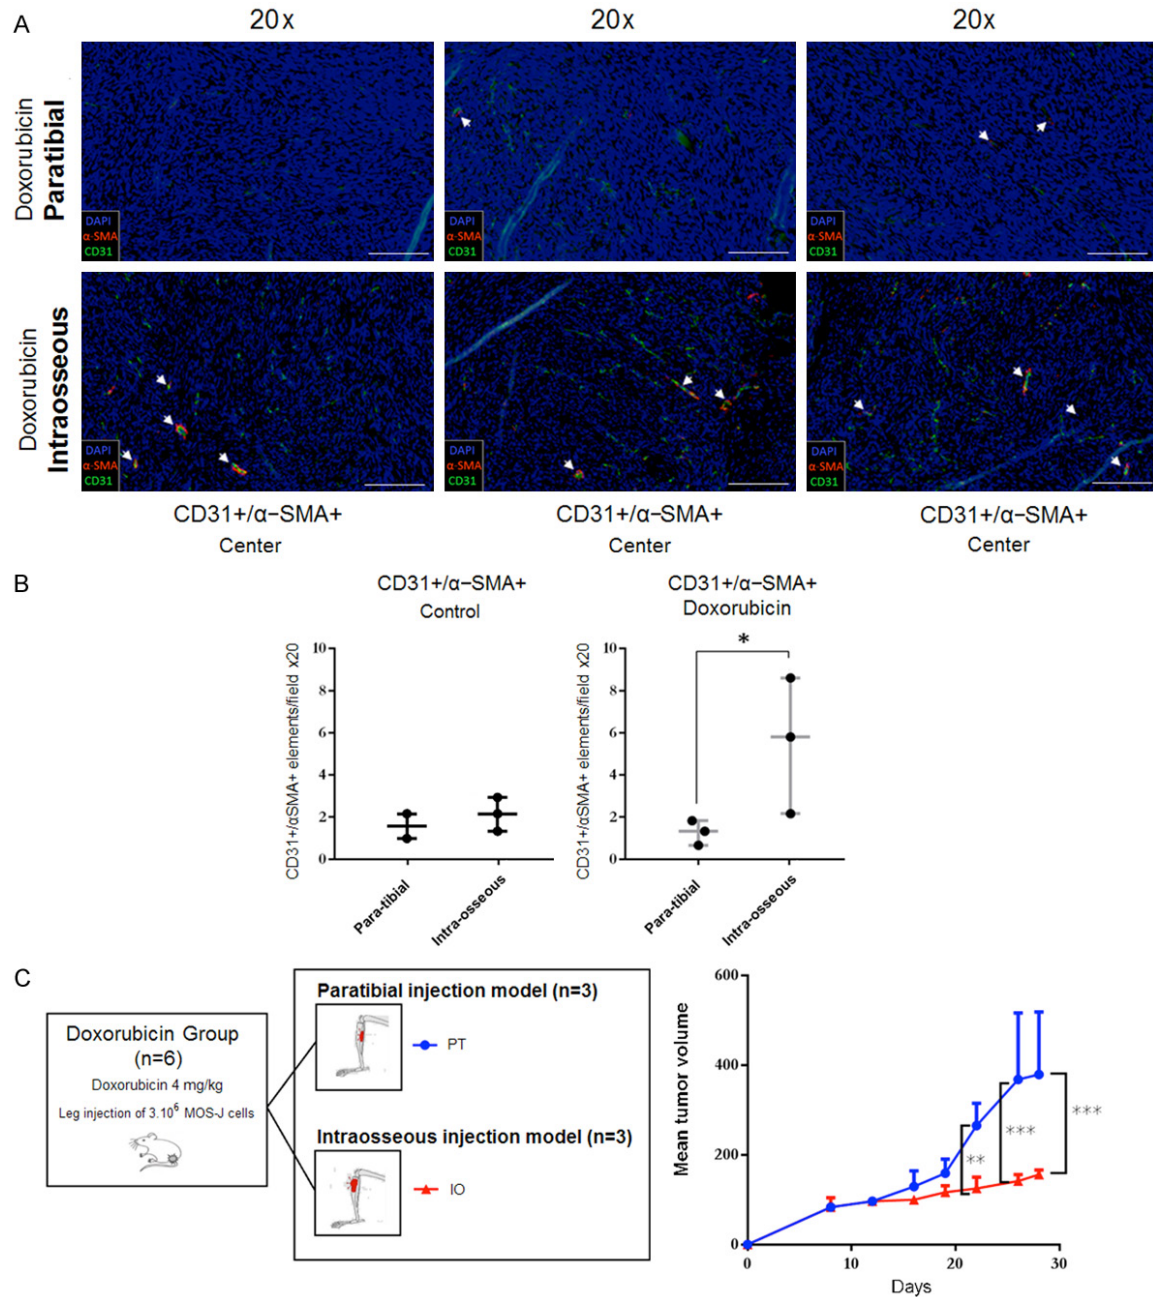 A
20x
20x
20x
Doxorubicin
Paratibial
DAPI
α-SMA
CD31
DAPI
α-SMA
CD31
DAPI
α-SMA
CD31
Doxorubicin
Intraosseous
DAPI
α-SMA
CD31
DAPI
α-SMA
CD31
DAPI
α-SMA
CD31
CD31+/α−SMA+
Center
CD31+/α−SMA+
Center
CD31+/α−SMA+
Center
B
CD31+/α−SMA+
Control
CD31+/αSMA+ elements/field x20
10
8
6
4
2
0
Para-tibial
Intra-osseous
CD31+/α−SMA+
Doxorubicin
CD31+/αSMA+ elements/field x20
10
8
6
4
2
0
*
Para-tibial
Intra-osseous
C
Doxorubicin Group
(n=6)
Doxorubicin 4 mg/kg
Leg injection of 3.10⁶ MOS-J cells
Paratibial injection model (n=3)
PT
Intraosseous injection model (n=3)
IO
Mean tumor volume
600
400
200
0
**
***
***
0
10
20
30
Days